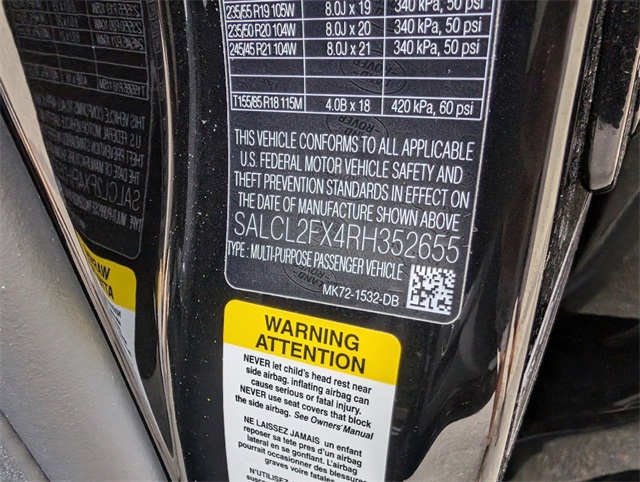 235/55 R19 105W 8.0J x 19 340 kPa, 50 psi
235/50 R20 104W 8.0J x 20 340 kPa, 50 psi
245/45 R21 104W 8.0J x 21 340 kPa, 50 psi
T155/85 R18 115M 4.0B x 18 420 kPa, 60 psi
THIS VEHICLE CONFORMS TO ALL APPLICABLE
U.S. FEDERAL MOTOR VEHICLE SAFETY AND
THEFT PREVENTION STANDARDS IN EFFECT ON
THE DATE OF MANUFACTURE SHOWN ABOVE
SALCL2FX4RH352655
TYPE : MULTI-PURPOSE PASSENGER VEHICLE
MK72-1532-DB
WARNING
ATTENTION
NEVER let child's head rest near
side airbag. inflating airbag can
cause serious or fatal injury.
NEVER use seat covers that block
the side airbag. See Owners' Manual
NE LAISSEZ JAMAIS un enfant
reposer sa tete pres d'un airbag
lateral en se gonflant. L'airbag
pourrait occasionner des blessures
graves voire fatales
N'UTILISEZ